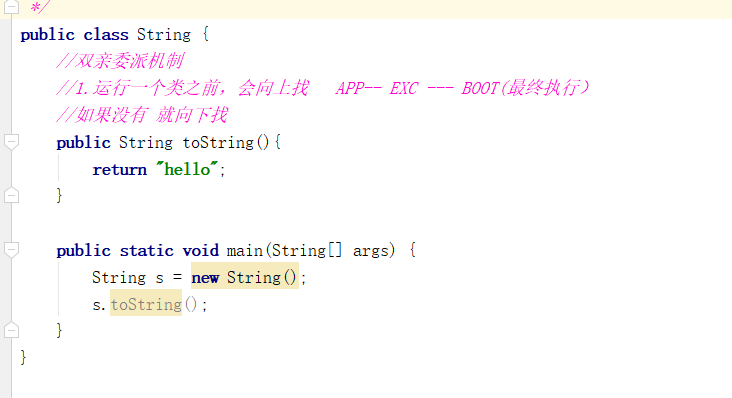 */
public class String {
//双亲委派机制
//1.运行一个类之前，会向上找   APP-- EXC --- BOOT(最终执行）
//如果没有 就向下找
public String toString(){
return "hello";
}
public static void main(String[] args) {
String s = new String();
s.toString();
}
}